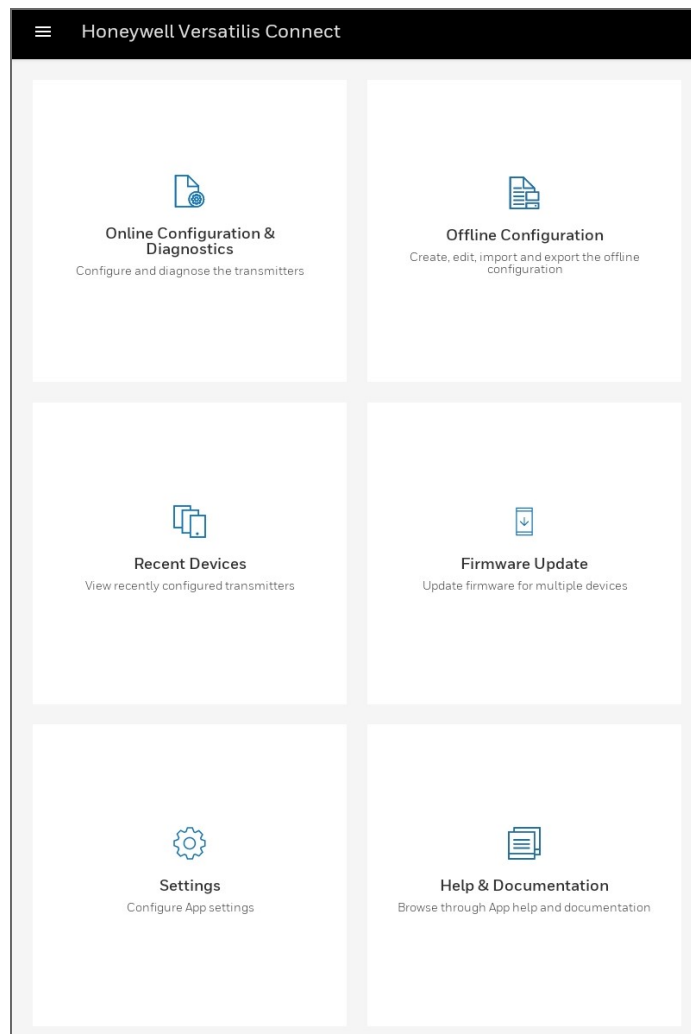 Honeywell Versatilis Connect
Online Configuration &
Diagnostics
Configure and diagnose the transmitters
Offline Configuration
Create, edit, import and export the offline
configuration
Recent Devices
View recently configured transmitters
Firmware Update
Update firmware for multiple devices
Settings
Configure App settings
Help & Documentation
Browse through App help and documentation